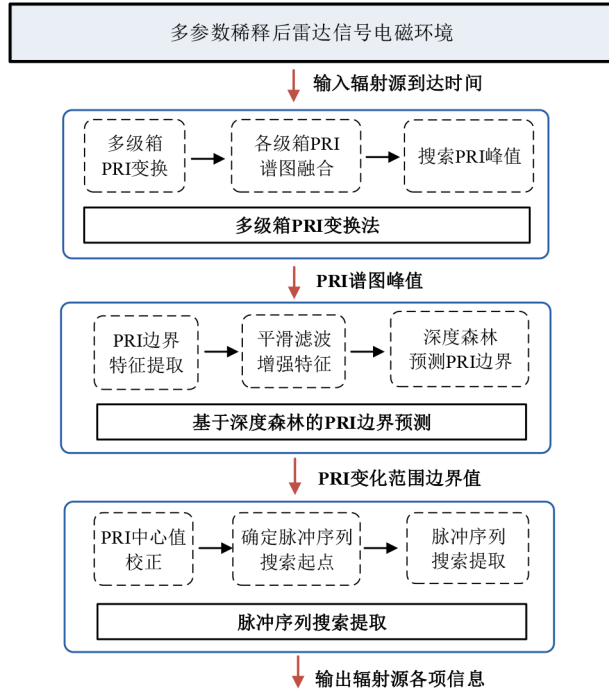 多参数稀释后雷达信号电磁环境
输入辐射源到达时间
多级箱
PRI变换
各级箱PRI
谱图融合
搜索PRI峰值
多级箱PRI变换法
PRI谱图峰值
PRI边界
特征提取
平滑滤波
增强特征
深度森林
预测PRI边界
基于深度森林的PRI边界预测
PRI变化范围边界值
PRI中心值
校正
确定脉冲序列
搜索起点
脉冲序列
搜索提取
脉冲序列搜索提取
输出辐射源各项信息